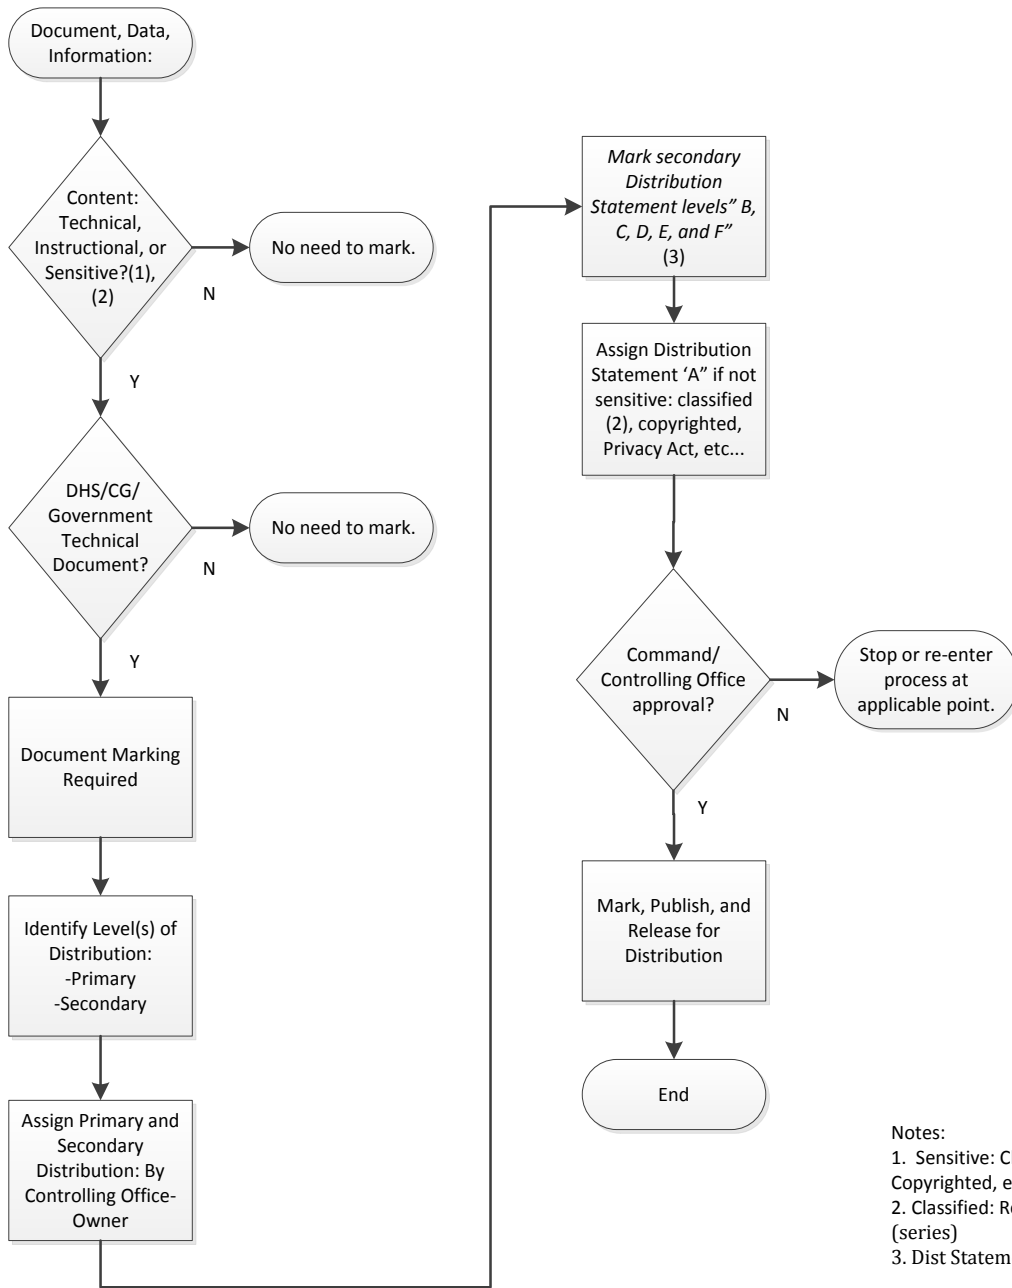 Document, Data,
Information:
Content:
Technical,
Instructional, or
Sensitive?(1),
(2)
No need to mark.
N
Y
DHS/CG/
Government
Technical
Document?
No need to mark.
N
Y
Document Marking
Required
Identify Level(s) of
Distribution:
-Primary
-Secondary
Assign Primary and
Secondary
Distribution: By
Controlling Office-
Owner
Mark secondary
Distribution
Statement levels” B,
C, D, E, and F”
(3)
Assign Distribution
Statement ‘A” if not
sensitive: classified
(2), copyrighted,
Privacy Act, etc...
Command/
Controlling Office
approval?
N
Stop or re-enter
process at
applicable point.
Y
Mark, Publish, and
Release for
Distribution
End
Notes:
1. Sensitive:
Copyrighted,
2. Classified:
(series)
3. Dist